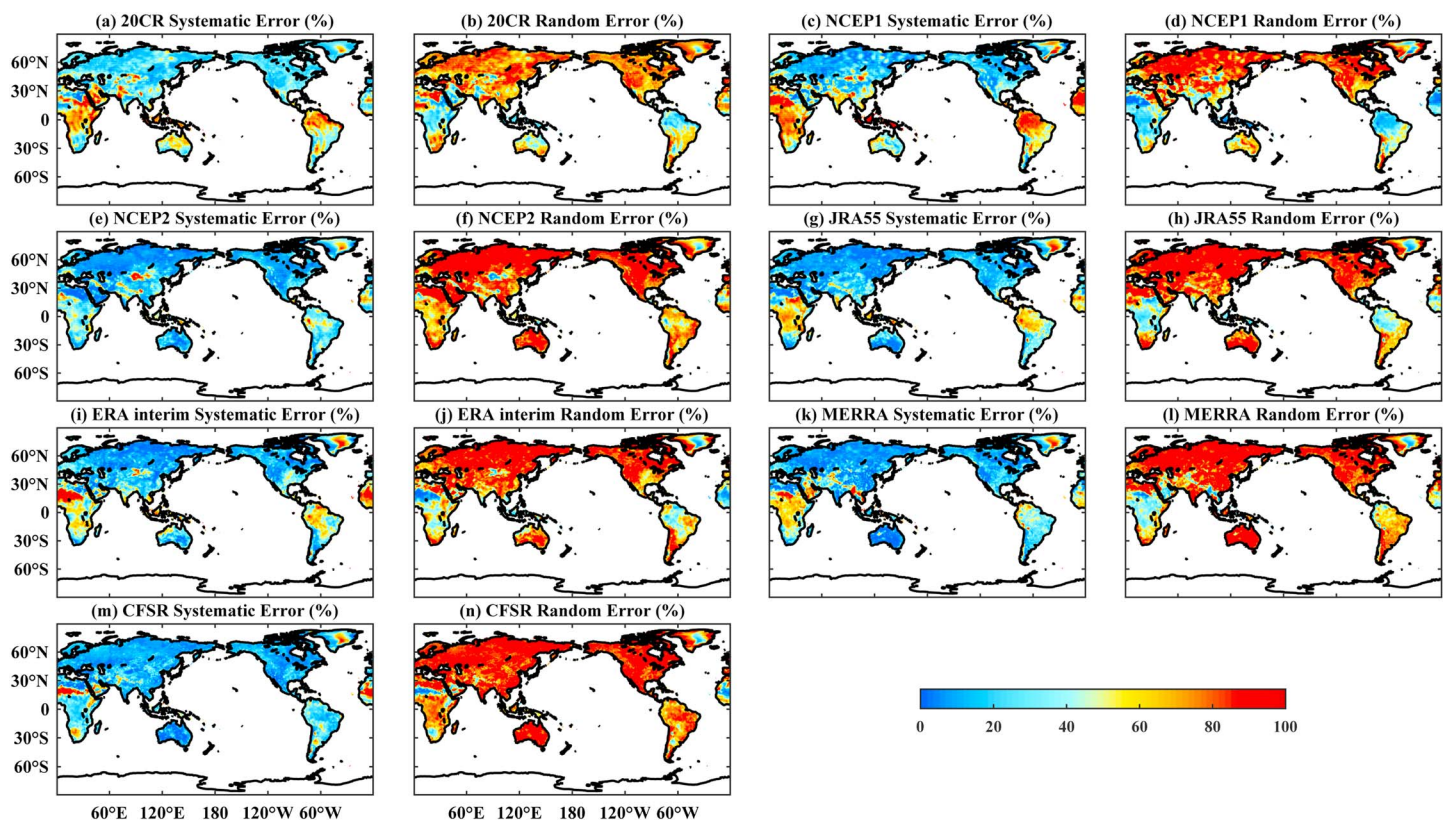 (a) 20CR Systematic Error (%)
(b) 20CR Random Error (%)
(c) NCEP1 Systematic Error (%)
(d) NCEP1 Random Error (%)
60°N
30°N
0
30°S
60°S
(e) NCEP2 Systematic Error (%)
(f) NCEP2 Random Error (%)
(g) JRA55 Systematic Error (%)
(h) JRA55 Random Error (%)
60°N
30°N
0
30°S
60°S
(i) ERA interim Systematic Error (%)
(j) ERA interim Random Error (%)
(k) MERRA Systematic Error (%)
(l) MERRA Random Error (%)
60°N
30°N
0
30°S
60°S
(m) CFSR Systematic Error (%)
(n) CFSR Random Error (%)
60°N
30°N
0
30°S
60°S
60°E 120°E 180 120°W 60°W
60°E 120°E 180 120°W 60°W
0 20 40 60 80 100